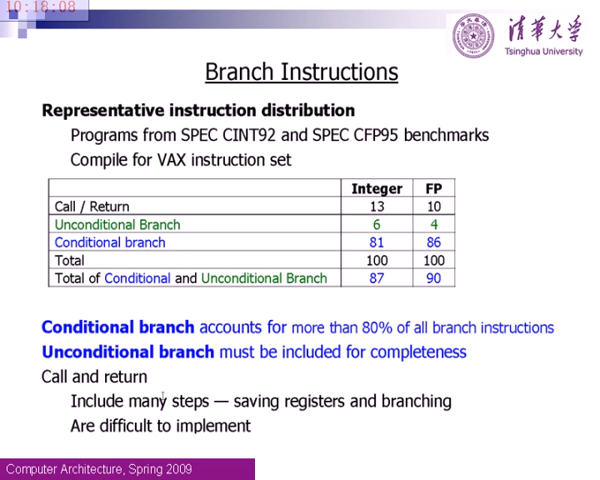 10:18:08
清華大学
Tsinghua University
Branch Instructions
Representative instruction distribution
Programs from SPEC CINT92 and SPEC CFP95 benchmarks
Compile for VAX instruction set
Integer FP
Call / Return 13 10
Unconditional Branch 6 4
Conditional branch 81 86
Total 100 100
Total of Conditional and Unconditional Branch 87 90
Conditional branch accounts for more than 80% of all branch instructions
Unconditional branch must be included for completeness
Call and return
Include many steps — saving registers and branching
Are difficult to implement
Computer Architecture, Spring 2009